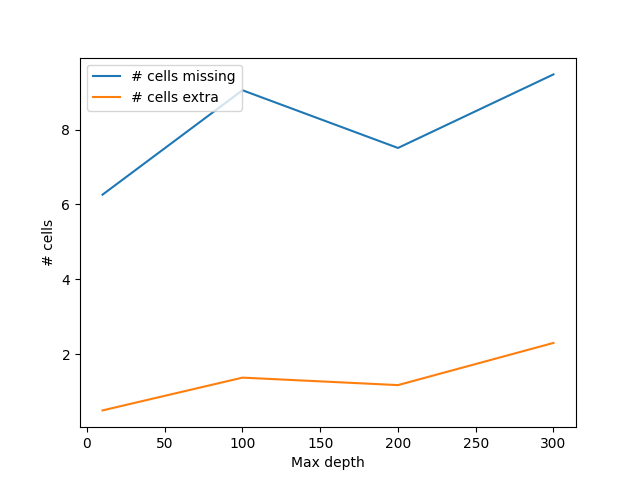 # cells missing
# cells extra
8
6
4
2
# cells
0 50 100 150 200 250 300
Max depth